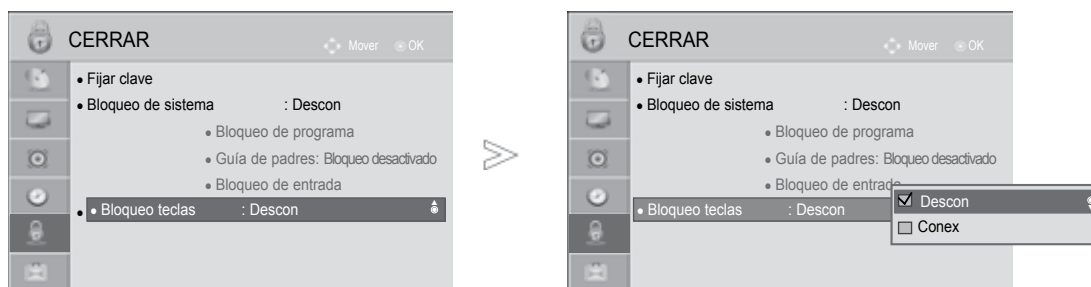 CERRAR Mover OK
• Fijar clave
• Bloqueo de sistema : Descon
• Bloqueo de programa
• Guía de padres: Bloqueo desactivado
• Bloqueo de entrada
• • Bloqueo teclas : Descon
CERRAR Mover OK
• Fijar clave
• Bloqueo de sistema : Descon
• Bloqueo de programa
• Guía de padres: Bloqueo desactivado
• Bloqueo de entrada
• Bloqueo teclas : Descon
Descon
Conex